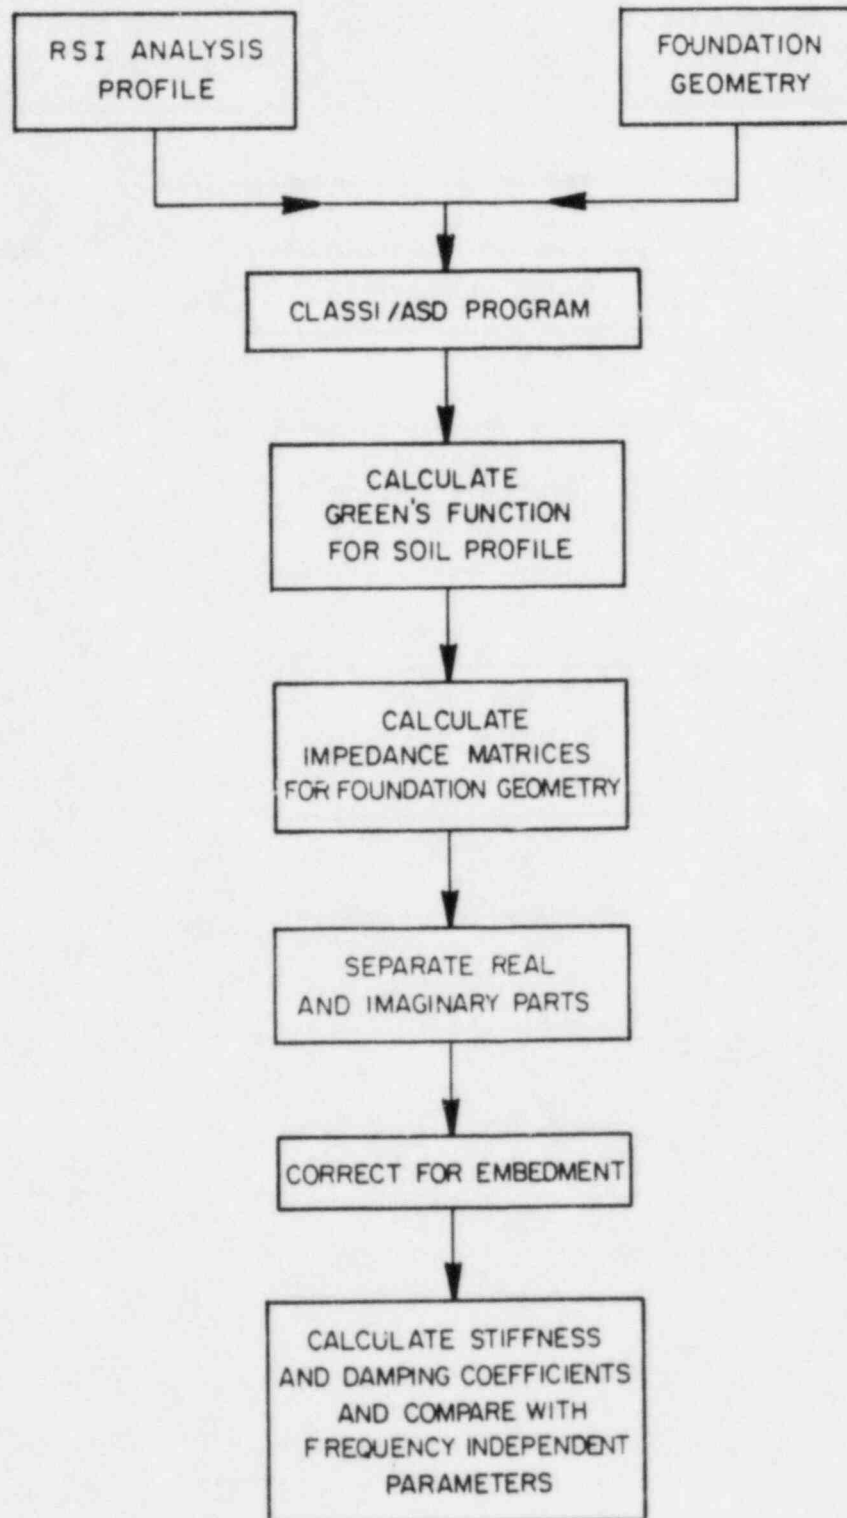 RSI ANALYSIS
PROFILE
FOUNDATION
GEOMETRY
CLASSI/ASD PROGRAM
CALCULATE
GREEN'S FUNCTION
FOR SOIL PROFILE
CALCULATE
IMPEDANCE MATRICES
FOR FOUNDATION GEOMETRY
SEPARATE REAL
AND IMAGINARY PARTS
CORRECT FOR EMBEDMENT
CALCULATE STIFFNESS
AND DAMPING COEFFICIENTS
AND COMPARE WITH
FREQUENCY INDEPENDENT
PARAMETERS